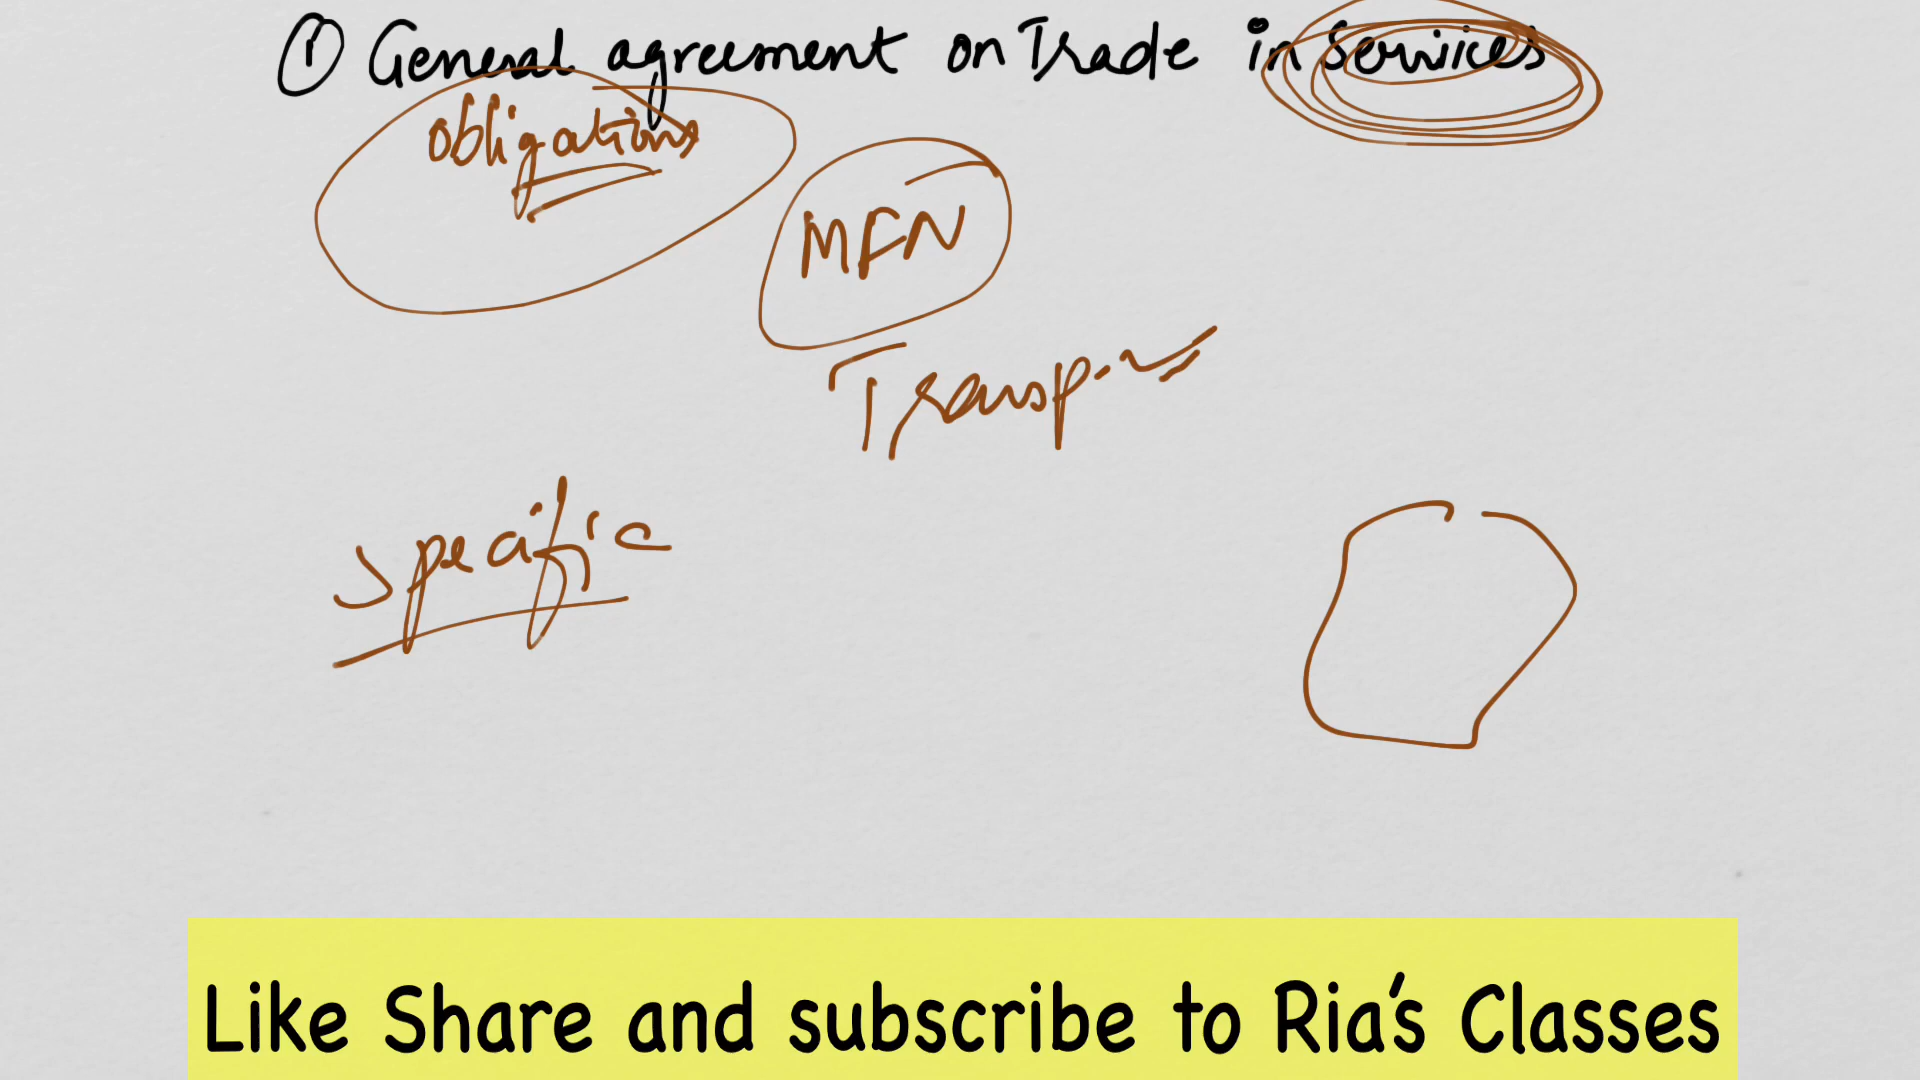 ① General agreement on Trade in Services
obligations
MFN
Transp
specific
Like Share and subscribe to Ria's Classes